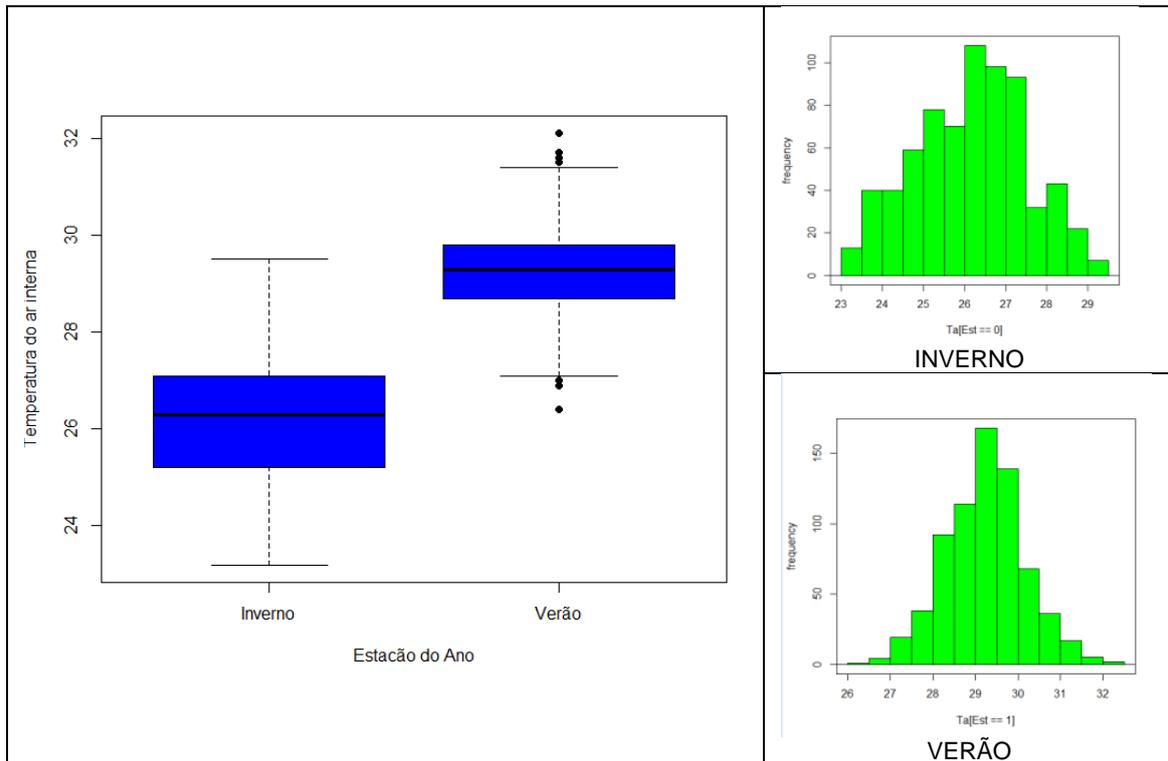 Temperatura do ar interna
32
30
28
26
24
Inverno Verão
Estacão do Ano
frequency
100
80
60
40
20
0
23 24 25 26 27 28 29
Ta[Est == 0]
INVERNO
frequency
150
100
50
0
26 27 28 29 30 31 32
Ta[Est == 1]
VERÃO